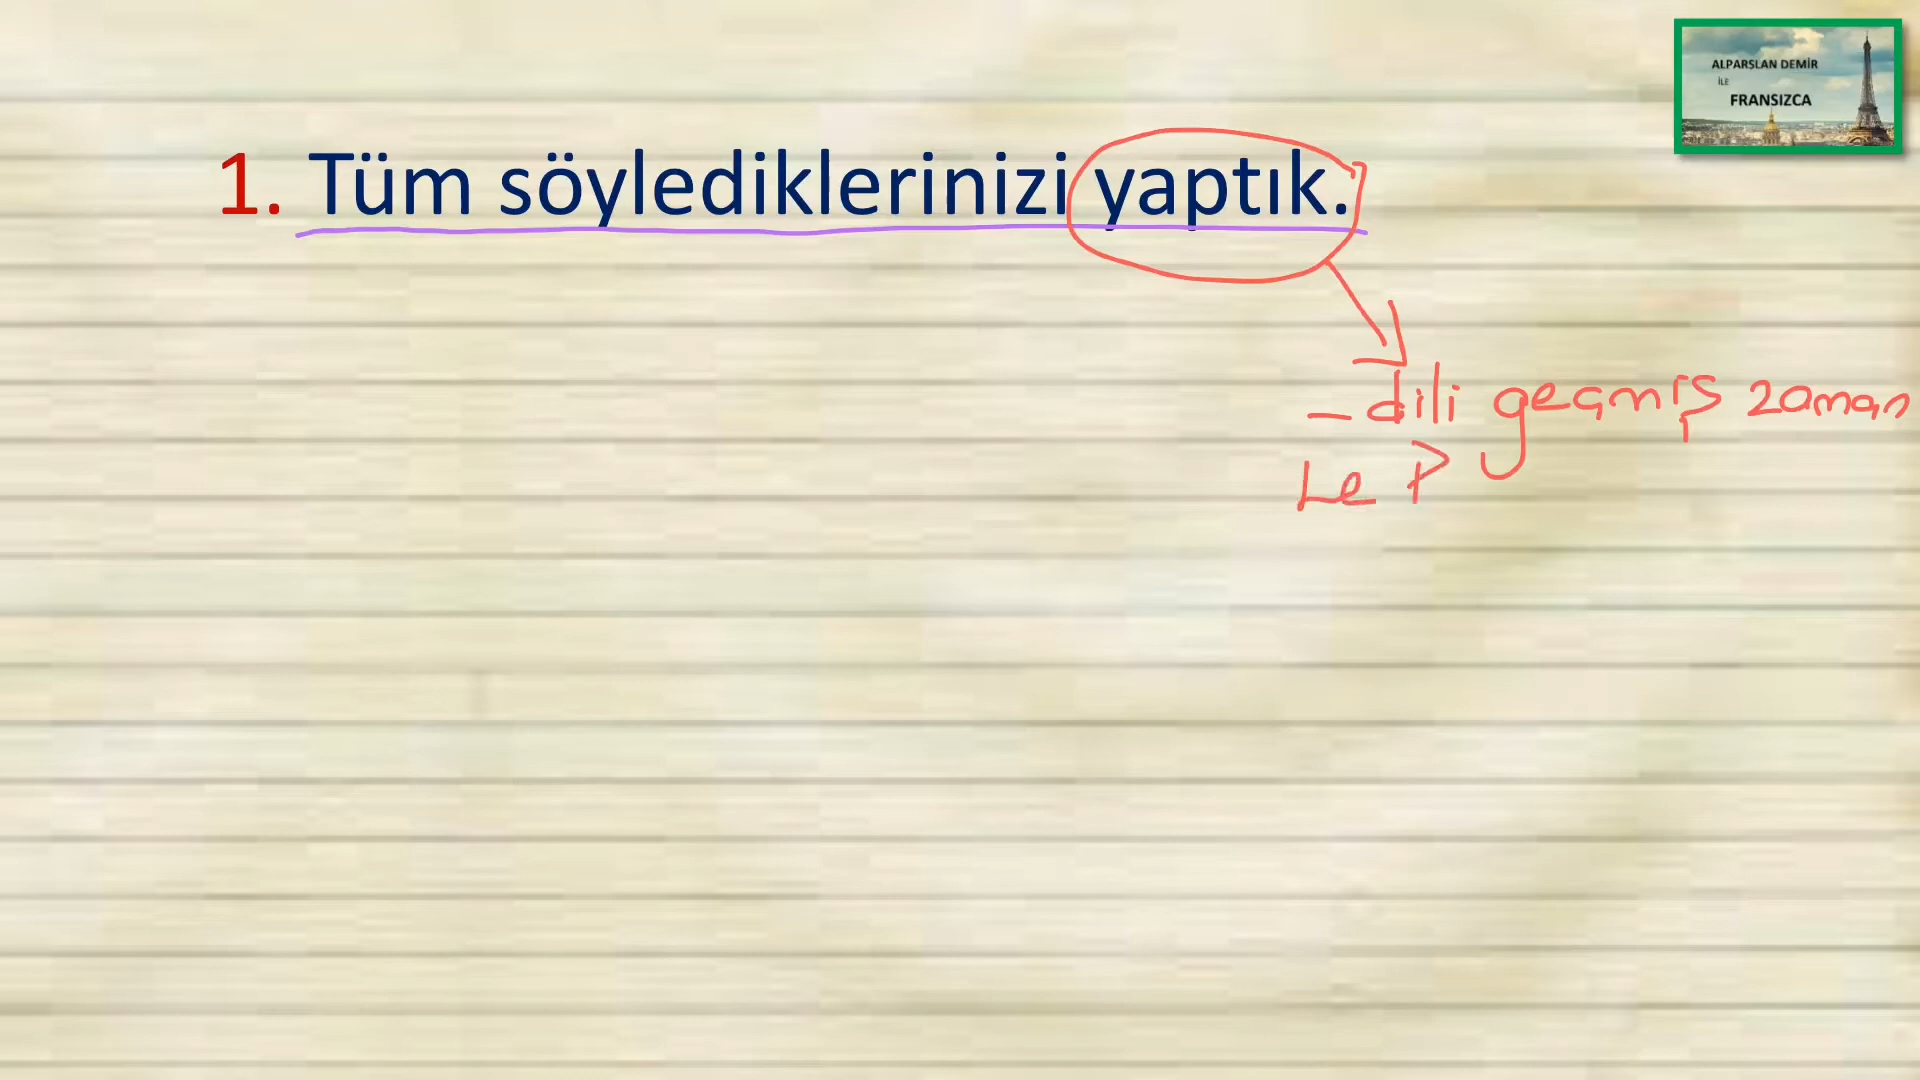 ALPARSLAN DEMİR
İLE
FRANSIZCA
1. Tüm söylediklerinizi yaptık.
- dili geçmiş zaman
Le P